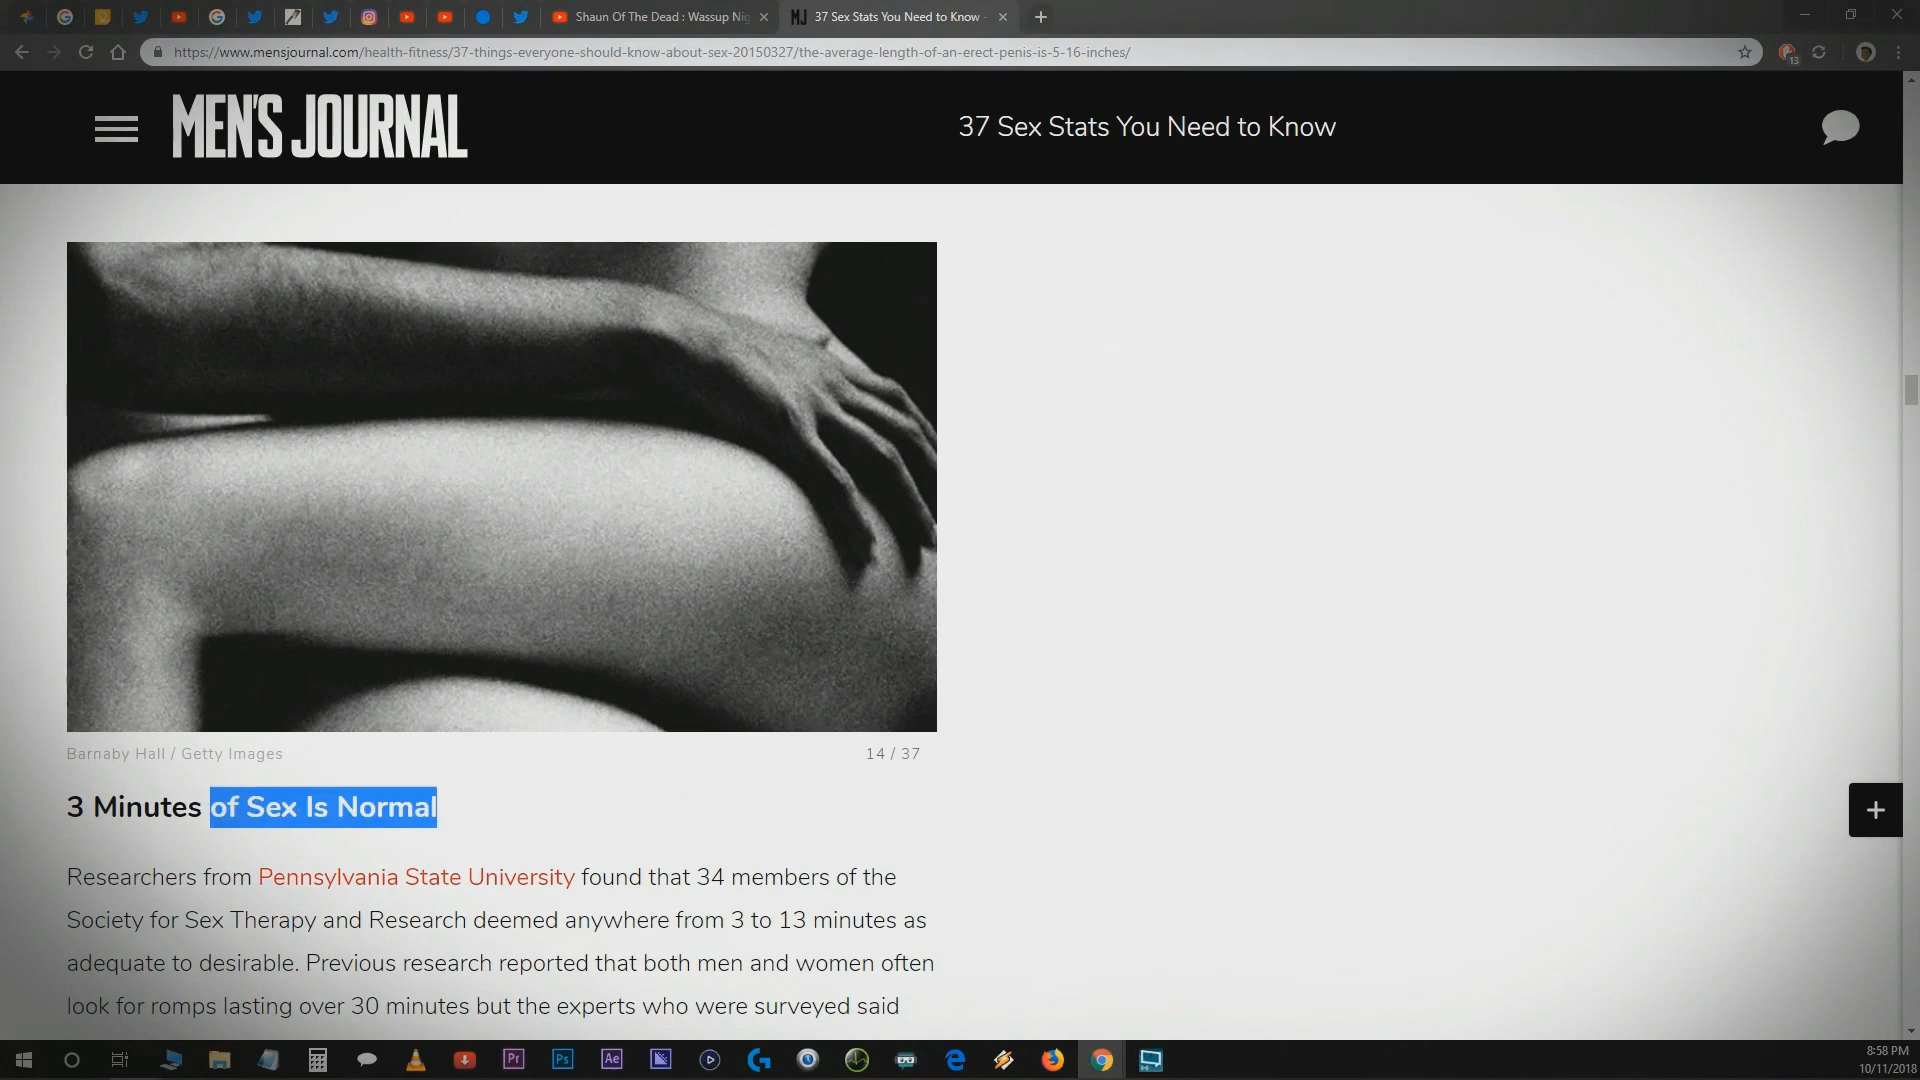 Shaun Of The Dead : Wassup Nig
MJ 37 Sex Stats You Need to Know -
https://www.mensjournal.com/health-fitness/37-things-everyone-should-know-about-sex-20150327/the-average-length-of-an-erect-penis-is-5-16-inches/
13
MEN'S JOURNAL
37 Sex Stats You Need to Know
Barnaby Hall / Getty Images
14 / 37
3 Minutes of Sex Is Normal
Researchers from Pennsylvania State University found that 34 members of the
Society for Sex Therapy and Research deemed anywhere from 3 to 13 minutes as
adequate to desirable. Previous research reported that both men and women often
look for romps lasting over 30 minutes but the experts who were surveyed said
Pr
Ps
Ae
8:58 PM
10/11/2018